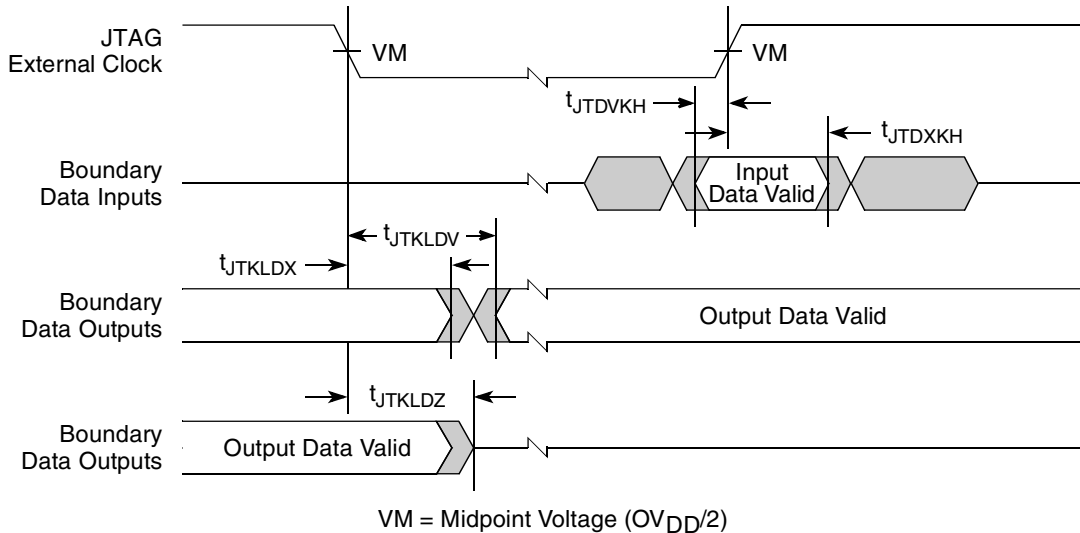 JTAG
External Clock
VM
VM
tJTDVKH
tJTDXKH
Boundary
Data Inputs
Input
Data Valid
tJTKLDV
tJTKLDX
Boundary
Data Outputs
Output Data Valid
tJTKLDZ
Boundary
Data Outputs
Output Data Valid
VM = Midpoint Voltage (OVDD/2)